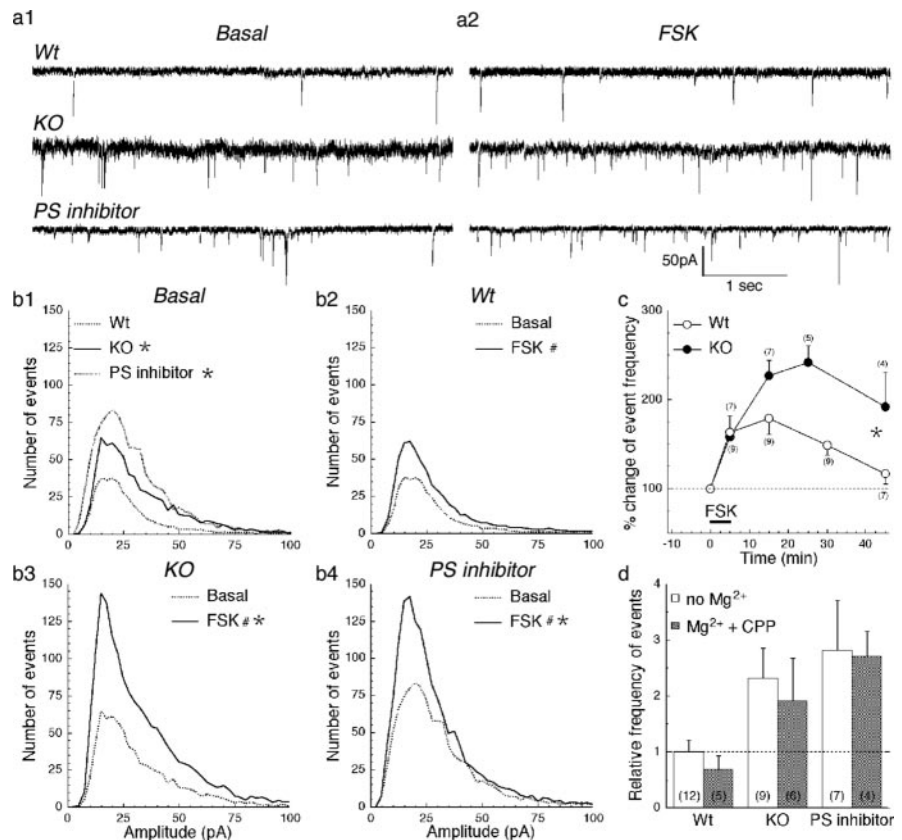 a1
Basal
a2
FSK
Wt
KO
PS inhibitor
50pA
1 sec
b1
Basal
150
125
100
75
50
25
0
Number of events
Wt
KO *
PS inhibitor *
0
25
50
75
100
b2
Wt
150
125
100
75
50
25
0
Number of events
Basal
FSK #
0
25
50
75
100
c
300
200
100
% change of event frequency
Wt
KO
(7)
(9)
(7)
(9)
(5)
(9)
(4)
*
(7)
FSK
-10
0
10
20
30
40
Time (min)
b3
KO
150
125
100
75
50
25
0
Number of events
Basal
FSK # *
0
25
50
75
100
Amplitude (pA)
b4
PS inhibitor
150
125
100
75
50
25
0
Number of events
Basal
FSK # *
0
25
50
75
100
Amplitude (pA)
d
4
3
2
1
0
Relative frequency of events
no Mg²⁺
Mg²⁺ + CPP
(12)
(5)
(9)
(6)
(7)
(4)
Wt
KO
PS inhibitor